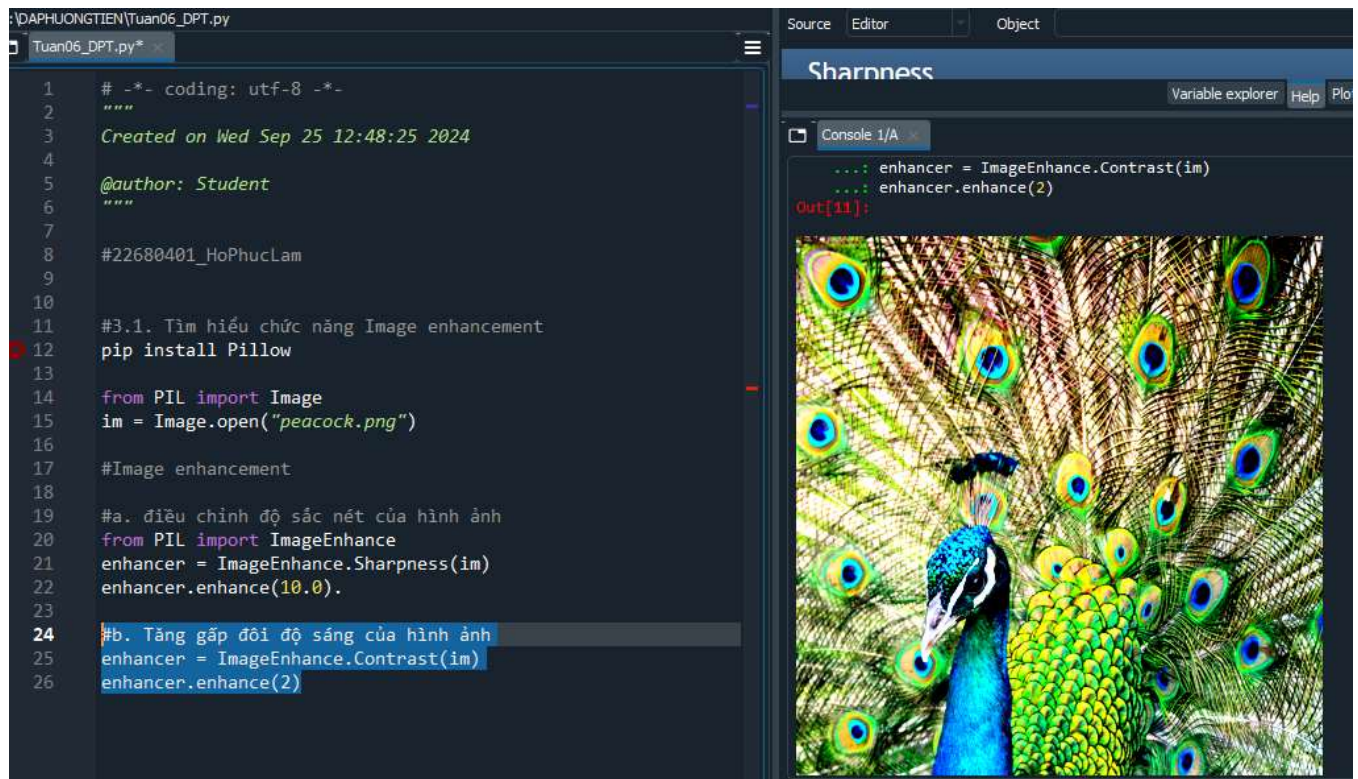 :\DAPHUONGTIEN\Tuan06_DPT.py
Tuan06_DPT.py*
1 # -*- coding: utf-8 -*-
2 """
3 Created on Wed Sep 25 12:48:25 2024
4
5 @author: Student
6 """
7
8 #22680401_HoPhucLam
9
10
11 #3.1. Tìm hiểu chức năng Image enhancement
12 pip install Pillow
13
14 from PIL import Image
15 im = Image.open("peacock.png")
16
17 #Image enhancement
18
19 #a. điều chỉnh độ sắc nét của hình ảnh
20 from PIL import ImageEnhance
21 enhancer = ImageEnhance.Sharpness(im)
22 enhancer.enhance(10.0).
23
24 #b. Tăng gấp đôi độ sáng của hình ảnh
25 enhancer = ImageEnhance.Contrast(im)
26 enhancer.enhance(2)
Source Editor Object
Sharpness
Variable explorer Help Plo
Console 1/A
...: enhancer = ImageEnhance.Contrast(im)
...: enhancer.enhance(2)
Out[11]: